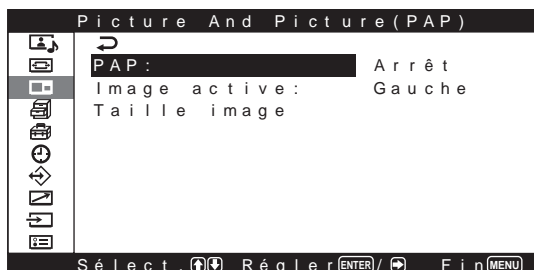 Picture And Picture(PAP)
PAP: Arrêt
Image active: Gauche
Taille image
Sélect. Régler ENTER / Fin MENU